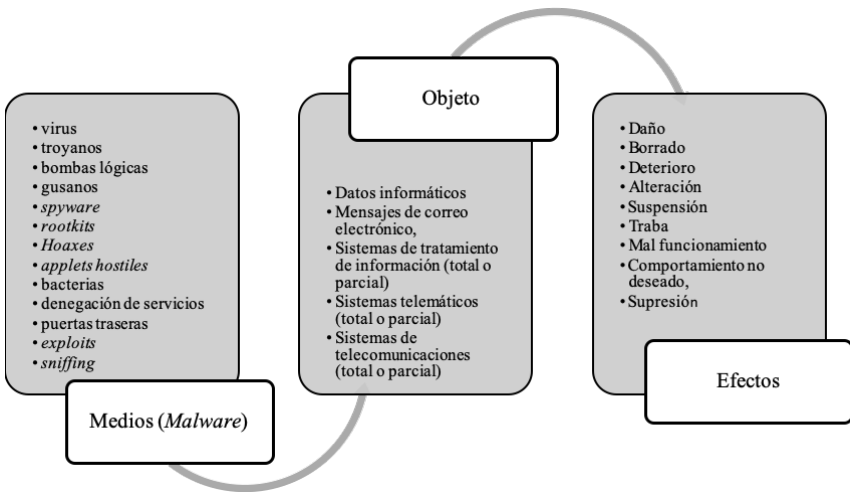 • virus
• troyanos
• bombas lógicas
• gusanos
• spyware
• rootkits
• Hoaxes
• applets hostiles
• bacterias
• denegación de servicios
• puertas traseras
• exploits
• sniffing
Medios (Malware)
Objeto
• Datos informáticos
• Mensajes de correo
electrónico,
• Sistemas de tratamiento
de información (total o
parcial)
• Sistemas telemáticos
(total o parcial)
• Sistemas de
telecomunicaciones
(total o parcial)
• Daño
• Borrado
• Deterioro
• Alteración
• Suspensión
• Traba
• Mal funcionamiento
• Comportamiento no
deseado,
• Supresión
Efectos